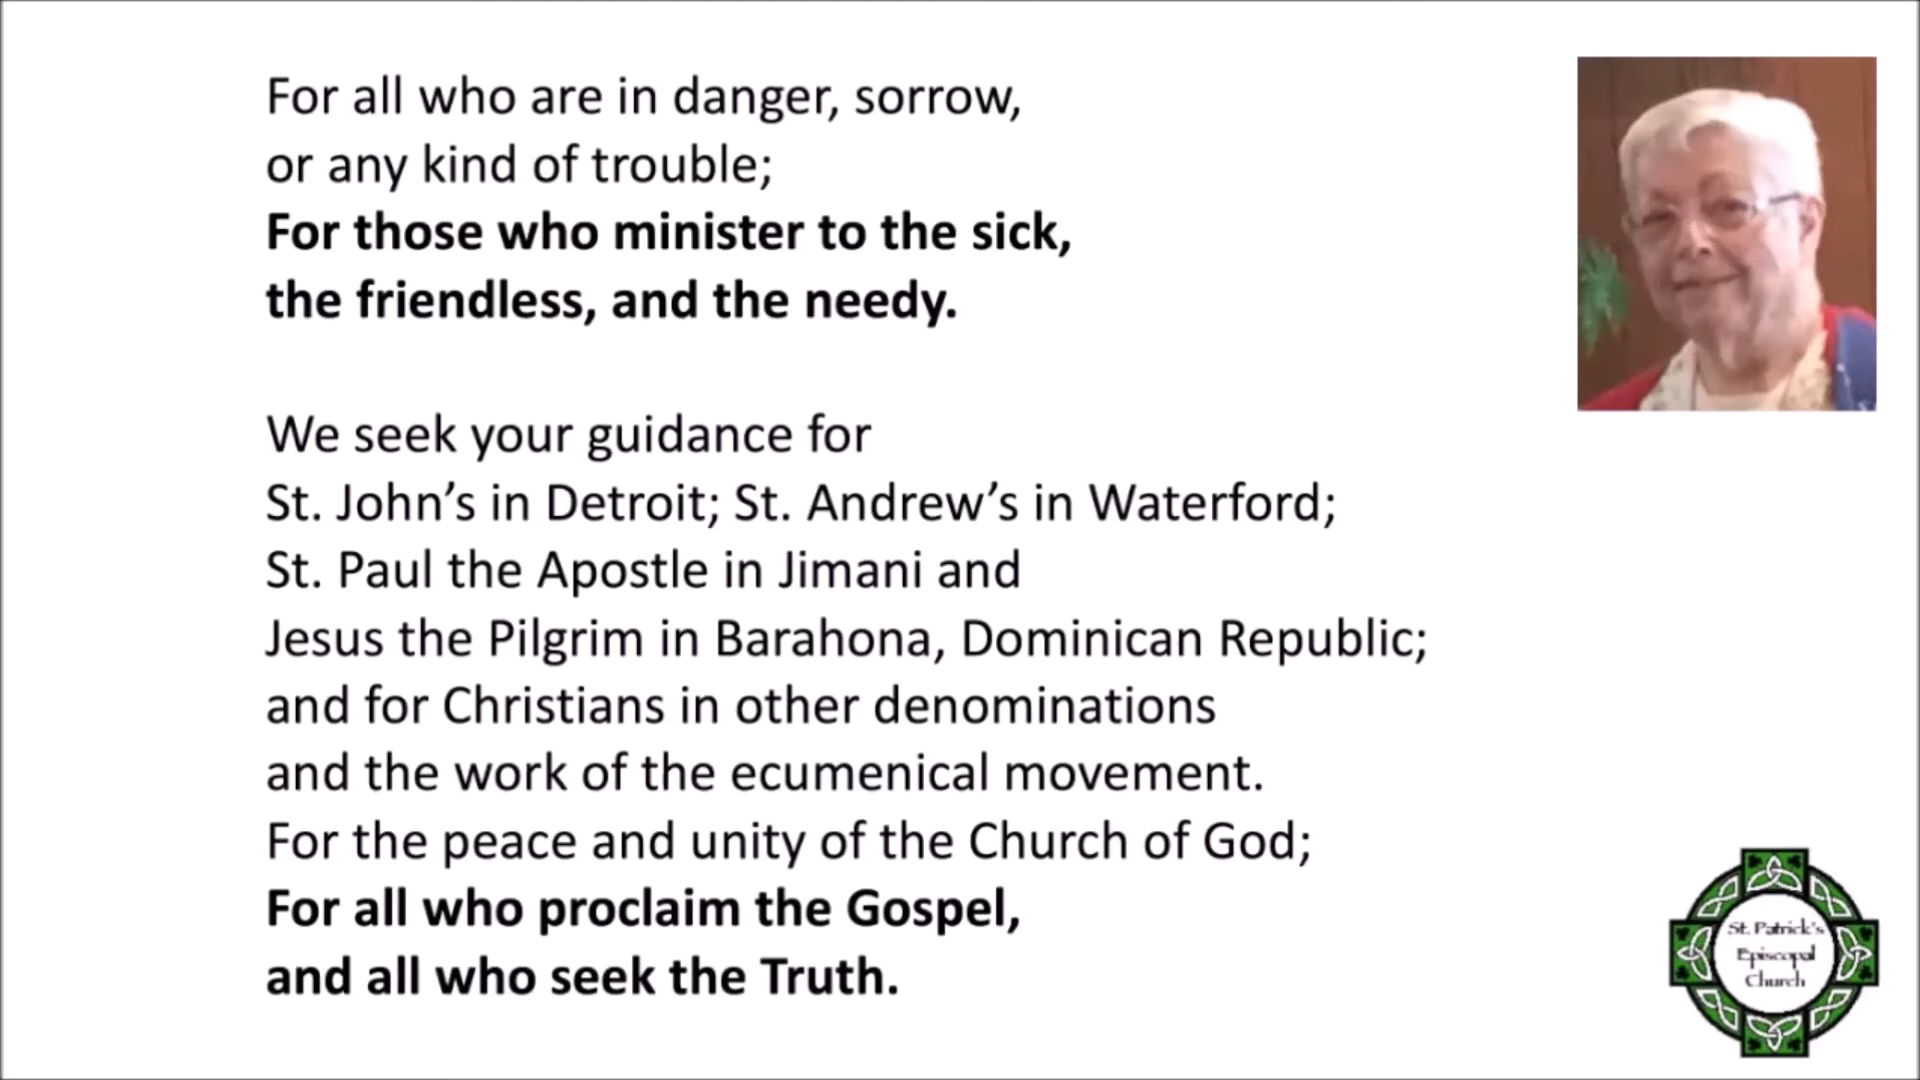 For all who are in danger, sorrow,
or any kind of trouble;
For those who minister to the sick,
the friendless, and the needy.
We seek your guidance for
St. John’s in Detroit; St. Andrew’s in Waterford;
St. Paul the Apostle in Jimani and
Jesus the Pilgrim in Barahona, Dominican Republic;
and for Christians in other denominations
and the work of the ecumenical movement.
For the peace and unity of the Church of God;
For all who proclaim the Gospel,
and all who seek the Truth.
St. Patrick's
Episcopal
Church